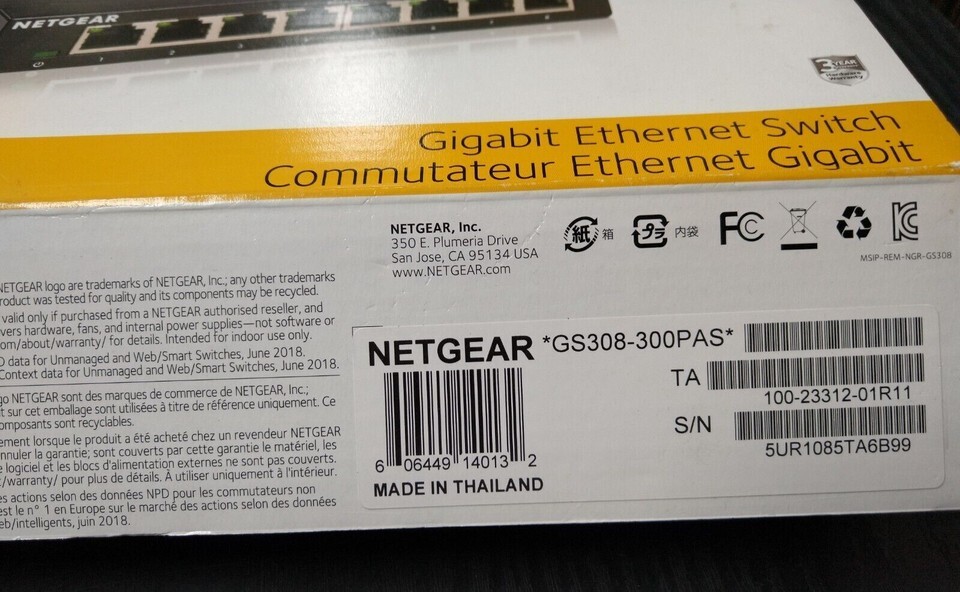 NETGEAR
1 2
3 YEAR
Hardware
Warranty
Gigabit Ethernet Switch
Commutateur Ethernet Gigabit
NETGEAR, Inc.
350 E. Plumeria Drive
San Jose, CA 95134 USA
www.NETGEAR.com
紙 箱
プラ 内袋
FC
MSIP-REM-NGR-GS308
NETGEAR logo are trademarks of NETGEAR, Inc.; any other trademarks
product was tested for quality and its components may be recycled.
valid only if purchased from a NETGEAR authorised reseller, and
vers hardware, fans, and internal power supplies—not software or
om/about/warranty/ for details. Intended for indoor use only.
D data for Unmanaged and Web/Smart Switches, June 2018.
Context data for Unmanaged and Web/Smart Switches, June 2018.
go NETGEAR sont des marques de commerce de NETGEAR, Inc.;
t sur cet emballage sont utilisées à titre de référence uniquement. Ce
omposants sont recyclables.
ement lorsque le produit a été acheté chez un revendeur NETGEAR
nnuler la garantie; sont couverts par cette garantie le matériel, les
e logiciel et les blocs d'alimentation externes ne sont pas couverts.
t/warranty/ pour plus de détails. À utiliser uniquement à l'intérieur.
es actions selon des données NPD pour les commutateurs non
est le n° 1 en Europe sur le marché des actions selon des données
eb/intelligents, juin 2018.
NETGEAR *GS308-300PAS*
TA
100-23312-01R11
S/N
5UR1085TA6B99
6 06449 14013 2
MADE IN THAILAND